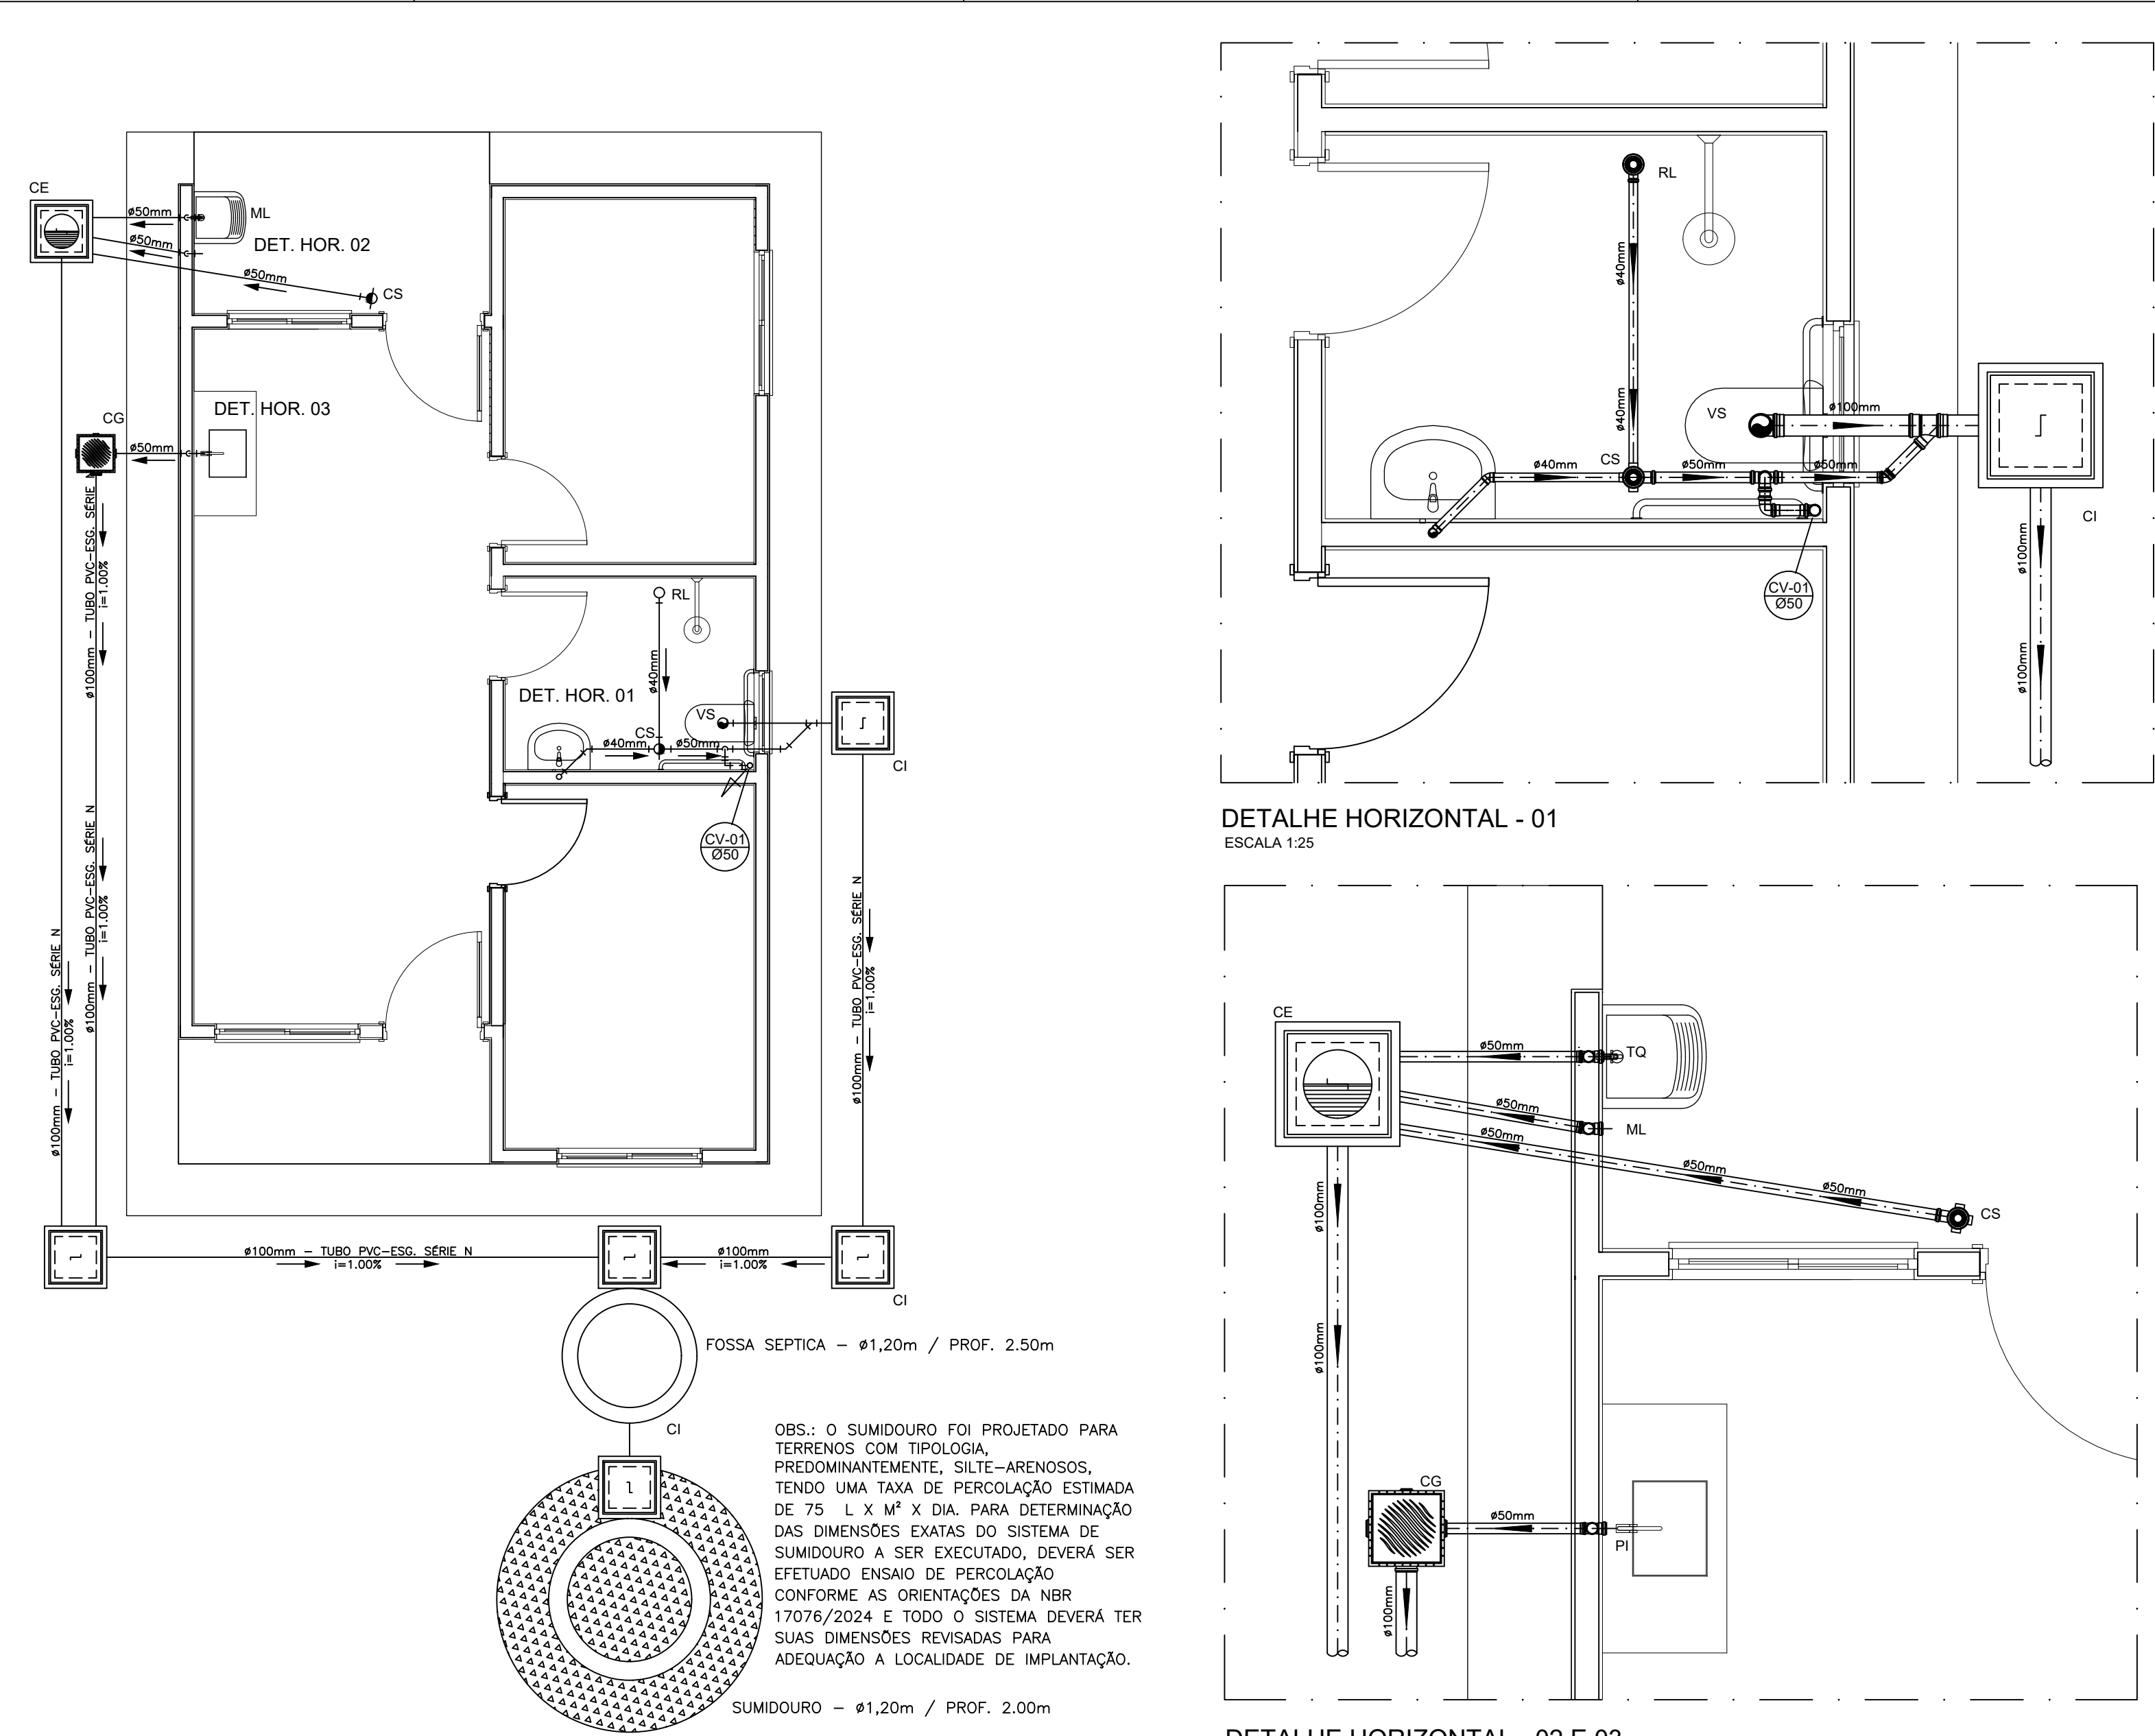 CE
ø50mm
ML
ø50mm
DET. HOR. 02
ø50mm
CS
DET. HOR. 03
CG
ø50mm
ø100mm – TUBO PVC–ESG. SÉRIE N
i=1.00%
RL
ø40mm
DET. HOR. 01
VS
CS
ø40mm
ø50mm
CI
CV-01
Ø50
ø100mm – TUBO PVC–ESG. SÉRIE N
i=1.00%
ø100mm – TUBO PVC–ESG. SÉRIE N
i=1.00%
ø100mm – TUBO PVC–ESG. SÉRIE N
i=1.00%
ø100mm – TUBO PVC–ESG. SÉRIE N
i=1.00%
ø100mm
i=1.00%
CI
FOSSA SEPTICA – ø1,20m / PROF. 2.50m
CI
OBS.: O SUMIDOURO FOI PROJETADO PARA
TERRENOS COM TIPOLOGIA,
PREDOMINANTEMENTE, SILTE–ARENOSOS,
TENDO UMA TAXA DE PERCOLAÇÃO ESTIMADA
DE 75 L X M² X DIA. PARA DETERMINAÇÃO
DAS DIMENSÕES EXATAS DO SISTEMA DE
SUMIDOURO A SER EXECUTADO, DEVERÁ SER
EFETUADO ENSAIO DE PERCOLAÇÃO
CONFORME AS ORIENTAÇÕES DA NBR
17076/2024 E TODO O SISTEMA DEVERÁ TER
SUAS DIMENSÕES REVISADAS PARA
ADEQUAÇÃO A LOCALIDADE DE IMPLANTAÇÃO.
SUMIDOURO – ø1,20m / PROF. 2.00m
RL
ø40mm
ø40mm
VS
ø100mm
CS
ø40mm
ø50mm
ø50mm
CI
ø100mm
CV-01
Ø50
ø100mm
DETALHE HORIZONTAL - 01
ESCALA 1:25
CE
ø50mm
TQ
ø50mm
ML
ø50mm
ø50mm
ø50mm
CS
ø100mm
ø100mm
CG
ø50mm
PI
ø100mm
DETALHE HORIZONTAL - 02 E 03